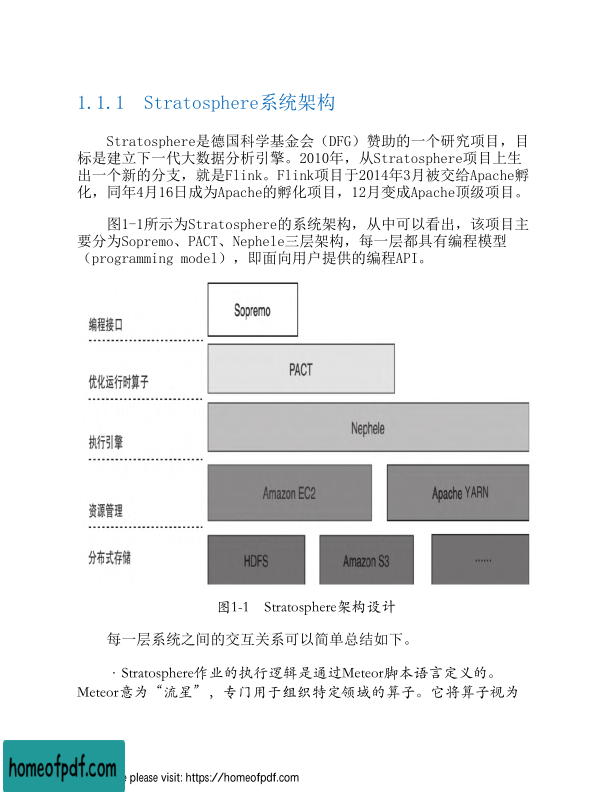 1.1.1 Stratosphere系统架构
Stratosphere是德国科学基金会（DFG）赞助的一个研究项目，目
标是建立下一代大数据分析引擎。2010年，从Stratosphere项目上生
出一个新的分支，就是Flink。Flink项目于2014年3月被交给Apache孵
化，同年4月16日成为Apache的孵化项目，12月变成Apache顶级项目。
图1-1所示为Stratosphere的系统架构，从中可以看出，该项目主
要分为Sopremo、PACT、Nephele三层架构，每一层都具有编程模型
（programming model），即面向用户提供的编程API。
Sopremo
编程接口
PACT
优化运行时算子
Nephele
执行引擎
Amazon EC2
Apache YARN
资源管理
分布式存储
HDFS
Amazon S3
······
图1-1 Stratosphere架构设计
每一层系统之间的交互关系可以简单总结如下。
·Stratosphere作业的执行逻辑是通过Meteor脚本语言定义的。
Meteor意为“流星”，专门用于组织特定领域的算子。它将算子视为
homeofpdf.com
please visit: https://homeofpdf.com